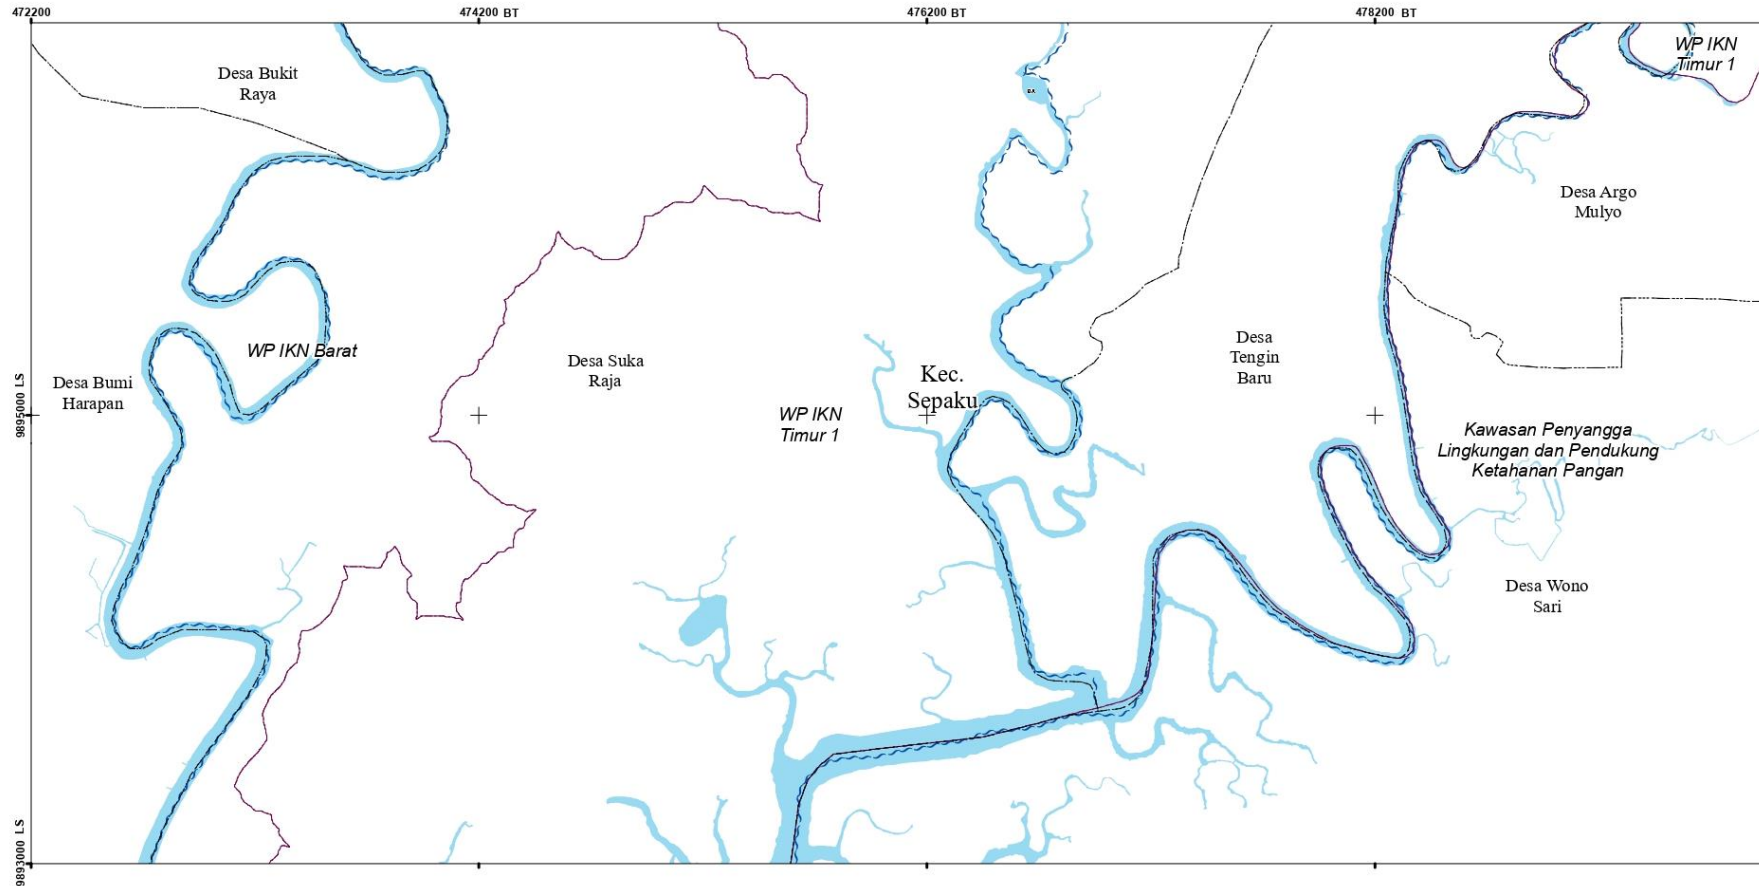 472200
474200 BT
476200 BT
478200 BT
WP IKN
Timur 1
Desa Bukit
Raya
BA
Desa Argo
Mulyo
WP IKN Barat
Desa Suka
Raja
Desa
Tengin
Baru
Desa Bumi
Harapan
Kec.
Sepaku
WP IKN
Timur 1
9895000 LS
Kawasan Penyangga
Lingkungan dan Pendukung
Ketahanan Pangan
Desa Wono
Sari
9893000 LS